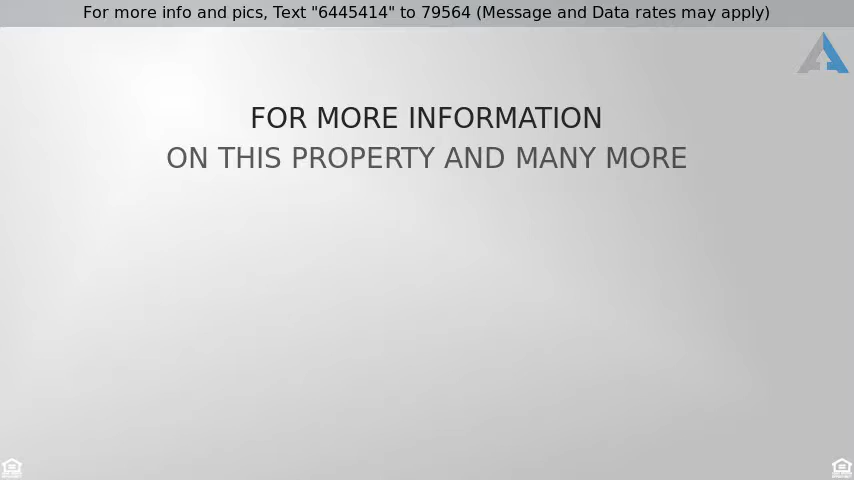 For more info and pics, Text "6445414" to 79564 (Message and Data rates may apply)
FOR MORE INFORMATION
ON THIS PROPERTY AND MANY MORE